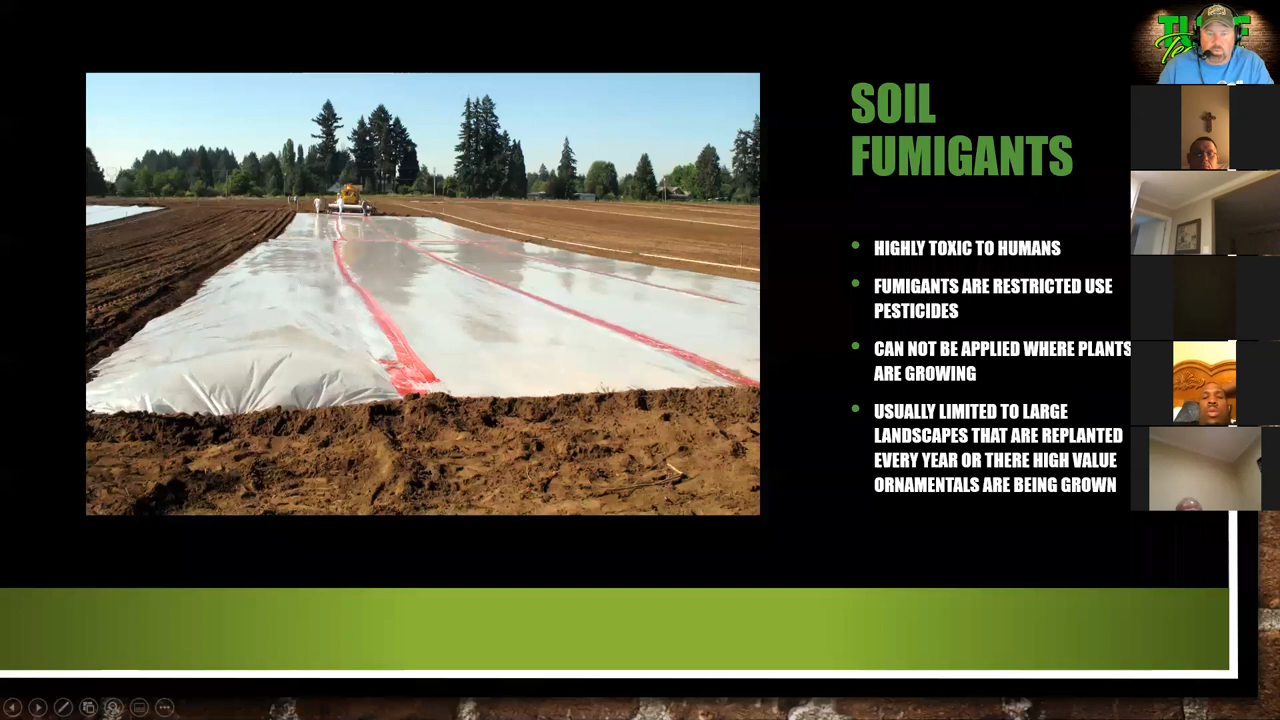 SOIL
FUMIGANTS
HIGHLY TOXIC TO HUMANS
FUMIGANTS ARE RESTRICTED USE
PESTICIDES
CAN NOT BE APPLIED WHERE PLANTS
ARE GROWING
USUALLY LIMITED TO LARGE
LANDSCAPES THAT ARE REPLANTED
EVERY YEAR OR THERE HIGH VALUE
ORNAMENTALS ARE BEING GROWN